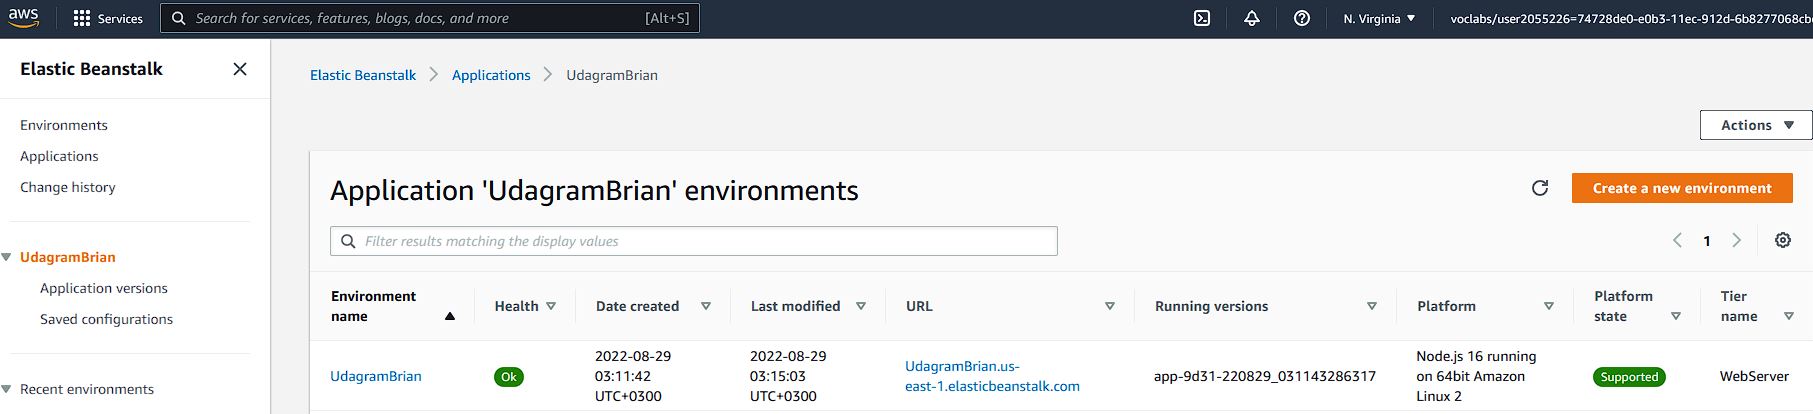 aws
Services
Search for services, features, blogs, docs, and more
[Alt+S]
N. Virginia
voclabs/user2055226=74728de0-e0b3-11ec-912d-6b8277068cb
Elastic Beanstalk
Environments
Applications
Change history
UdagramBrian
Application versions
Saved configurations
Recent environments
Elastic Beanstalk
Applications
UdagramBrian
Actions
Application 'UdagramBrian' environments
Create a new environment
Filter results matching the display values
1
Environment
name
Health
Date created
Last modified
URL
Running versions
Platform
Platform
state
Tier
name
UdagramBrian
Ok
2022-08-29
03:11:42
UTC+0300
2022-08-29
03:15:03
UTC+0300
UdagramBrian.us-
east-1.elasticbeanstalk.com
app-9d31-220829_031143286317
Node.js 16 running
on 64bit Amazon
Linux 2
Supported
WebServer